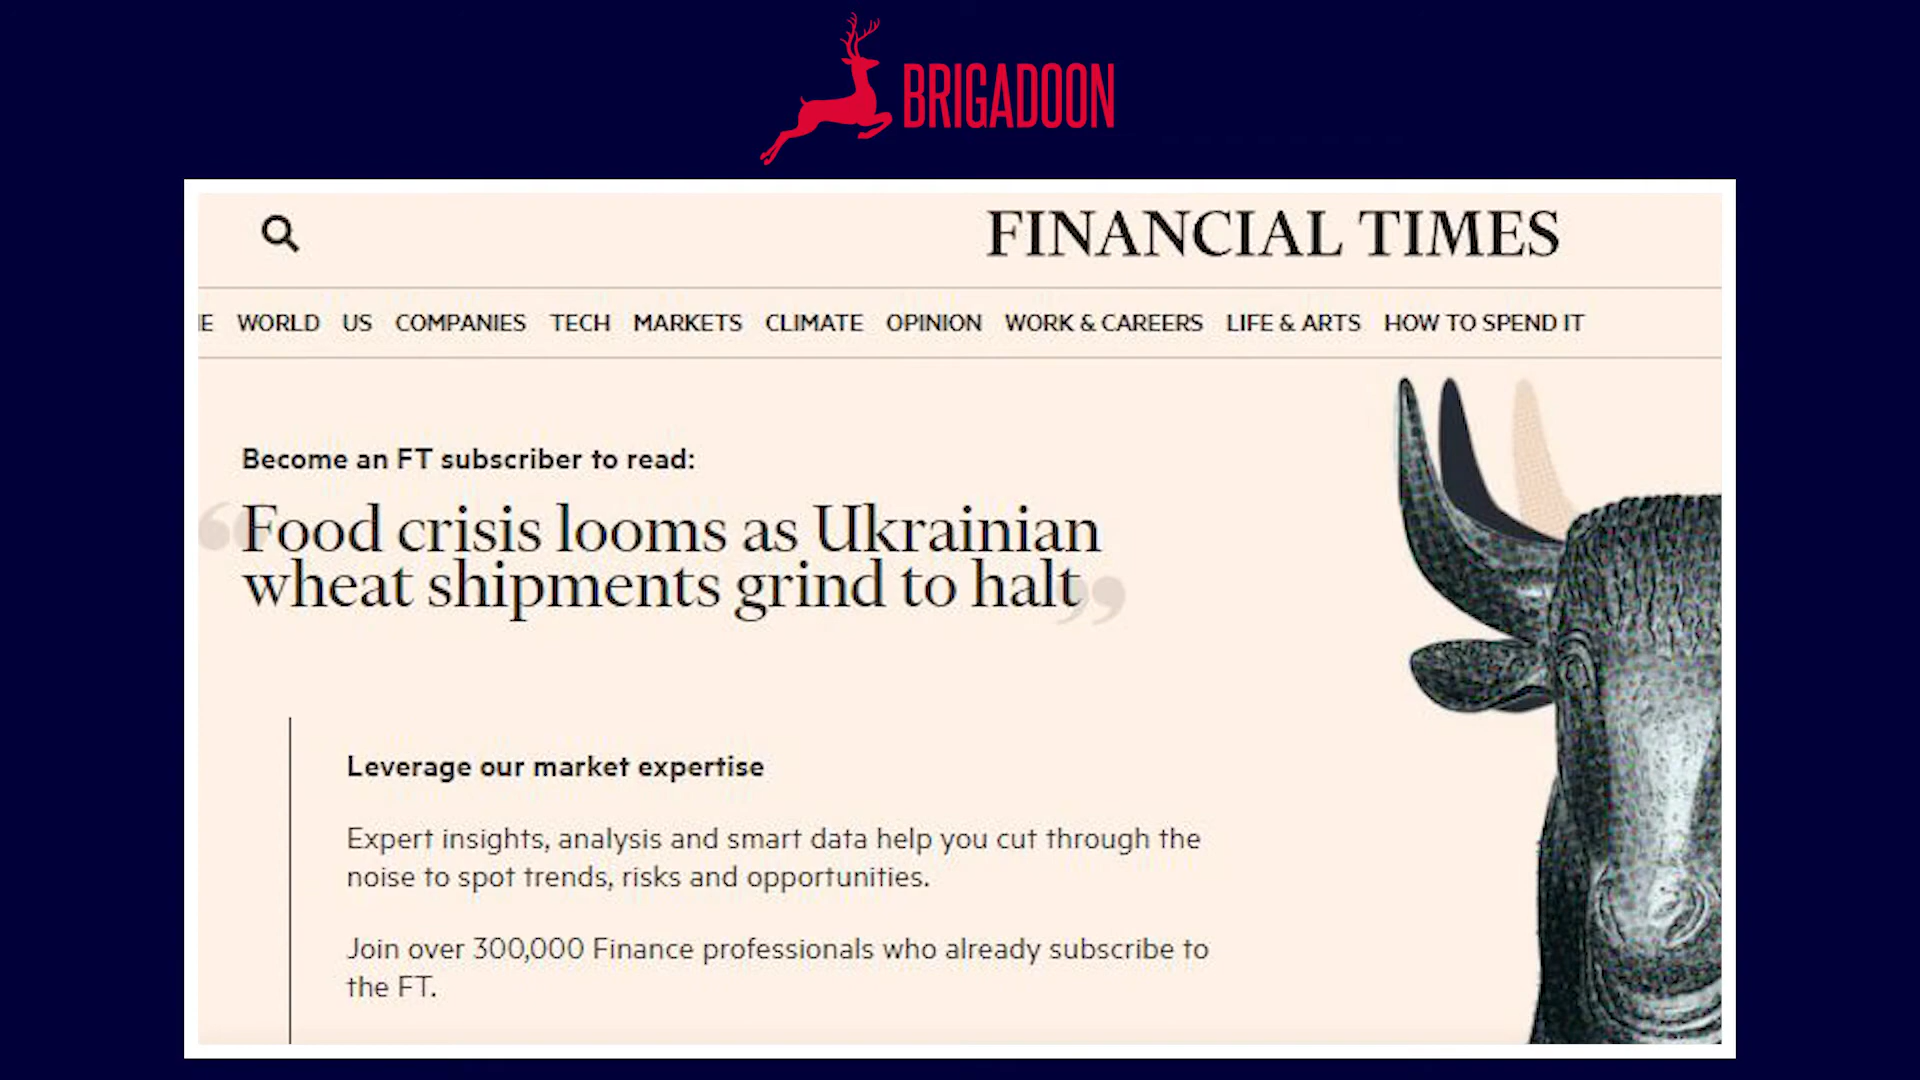 BRIGADOON
FINANCIAL TIMES
E WORLD US COMPANIES TECH MARKETS CLIMATE OPINION WORK & CAREERS LIFE & ARTS HOW TO SPEND IT
Become an FT subscriber to read:
“Food crisis looms as Ukrainian
wheat shipments grind to halt”
Leverage our market expertise
Expert insights, analysis and smart data help you cut through the
noise to spot trends, risks and opportunities.
Join over 300,000 Finance professionals who already subscribe to
the FT.